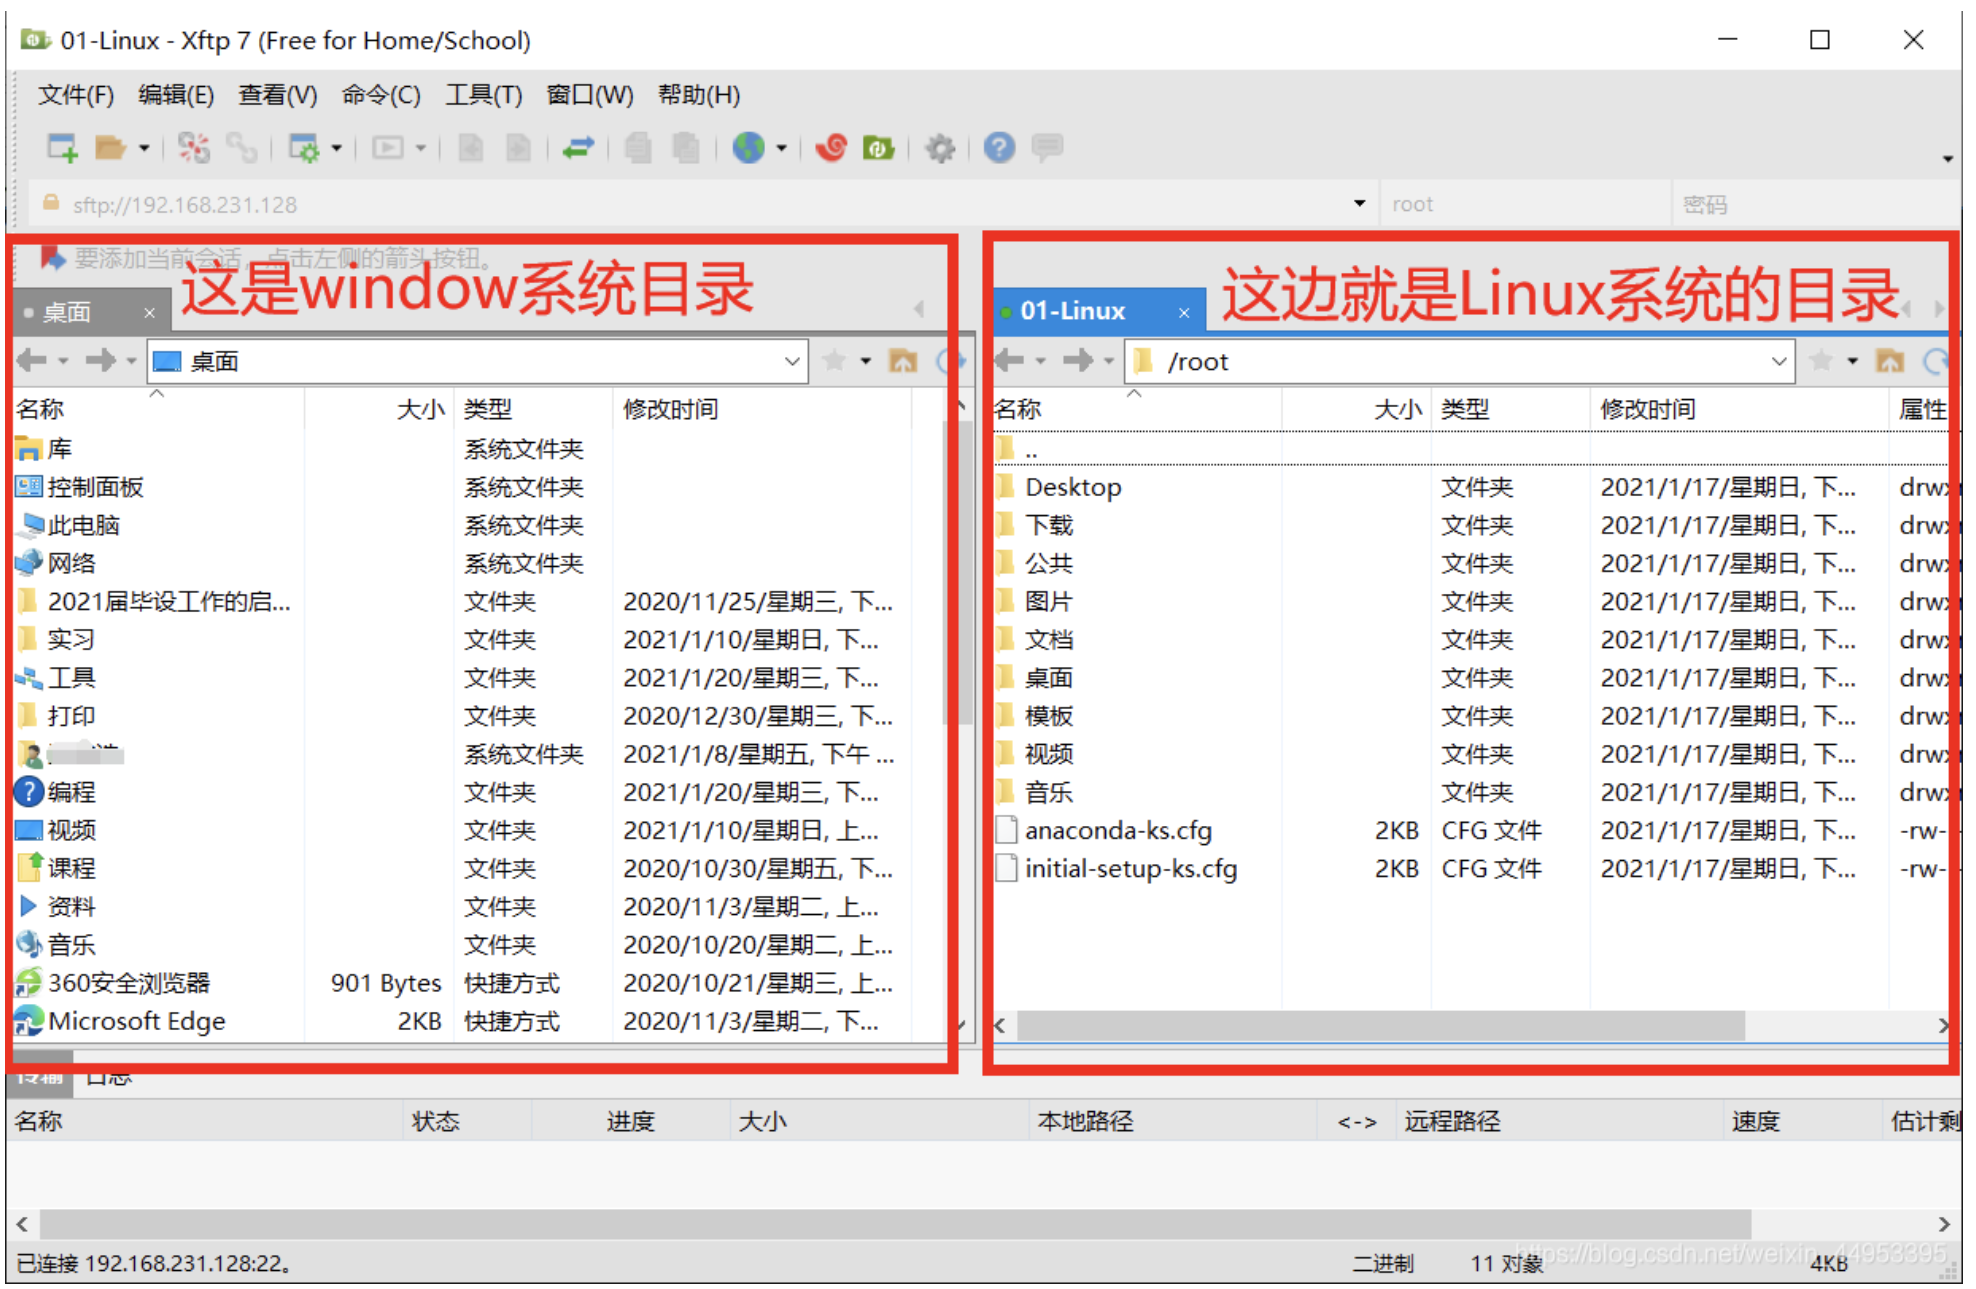 01-Linux - Xftp 7 (Free for Home/School)
文件(F) 编辑(E) 查看(V) 命令(C) 工具(T) 窗口(W) 帮助(H)
sftp://192.168.231.128 root 密码
要添加当前会话，点击左侧的箭头按钮。
这是window系统目录
这边就是Linux系统的目录
桌面
桌面
名称 大小 类型 修改时间
库 系统文件夹
控制面板 系统文件夹
此电脑 系统文件夹
网络 系统文件夹
2021届毕设工作的启... 文件夹 2020/11/25/星期三, 下...
实习 文件夹 2021/1/10/星期日, 下...
工具 文件夹 2021/1/20/星期三, 下...
打印 文件夹 2020/12/30/星期三, 下...
系统文件夹 2021/1/8/星期五, 下午 ...
编程 文件夹 2021/1/20/星期三, 下...
视频 文件夹 2021/1/10/星期日, 上...
课程 文件夹 2020/10/30/星期五, 下...
资料 文件夹 2020/11/3/星期二, 上...
音乐 文件夹 2020/10/20/星期二, 上...
360安全浏览器 901 Bytes 快捷方式 2020/10/21/星期三, 上...
Microsoft Edge 2KB 快捷方式 2020/11/3/星期二, 下...
01-Linux
/root
名称 大小 类型 修改时间 属性
..
Desktop 文件夹 2021/1/17/星期日, 下... drwx
下载 文件夹 2021/1/17/星期日, 下... drwx
公共 文件夹 2021/1/17/星期日, 下... drwx
图片 文件夹 2021/1/17/星期日, 下... drwx
文档 文件夹 2021/1/17/星期日, 下... drwx
桌面 文件夹 2021/1/17/星期日, 下... drwx
模板 文件夹 2021/1/17/星期日, 下... drwx
视频 文件夹 2021/1/17/星期日, 下... drwx
音乐 文件夹 2021/1/17/星期日, 下... drwx
anaconda-ks.cfg 2KB CFG 文件 2021/1/17/星期日, 下... -rw-
initial-setup-ks.cfg 2KB CFG 文件 2021/1/17/星期日, 下... -rw-
传输 日志
名称 状态 进度 大小 本地路径 <-> 远程路径 速度 估计剩
已连接 192.168.231.128:22。 二进制 11 对象 4KB
https://blog.csdn.net/weixin_44953395